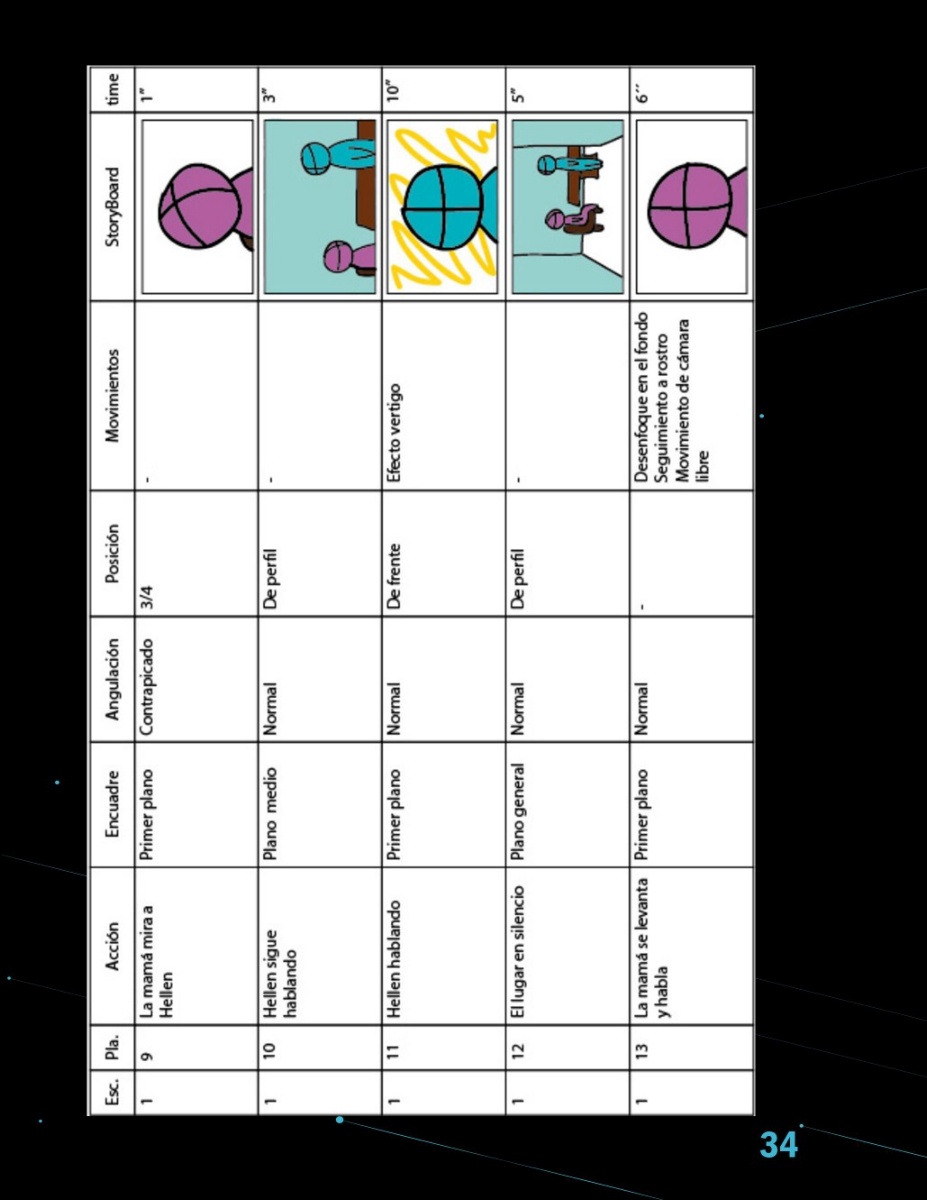 Esc. Pla. Acción Encuadre Angulación Posición Movimientos StoryBoard time
1 9 La mamá mira a Primer plano Contrapicado 3/4 - 1”
Hellen
1 10 Hellen sigue Plano medio Normal De perfil - 3”
hablando
1 11 Hellen hablando Primer plano Normal De frente Efecto vertigo 10”
1 12 El lugar en silencio Plano general Normal De perfil - 5”
1 13 La mamá se levanta Primer plano Normal - Desenfoque en el fondo 6´´
y habla Seguimiento a rostro
Movimiento de cámara
libre
34